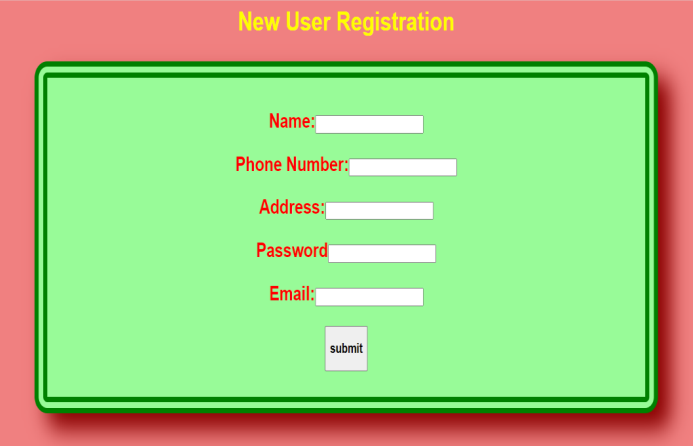 New User Registration
Name:
Phone Number:
Address:
Password
Email:
submit